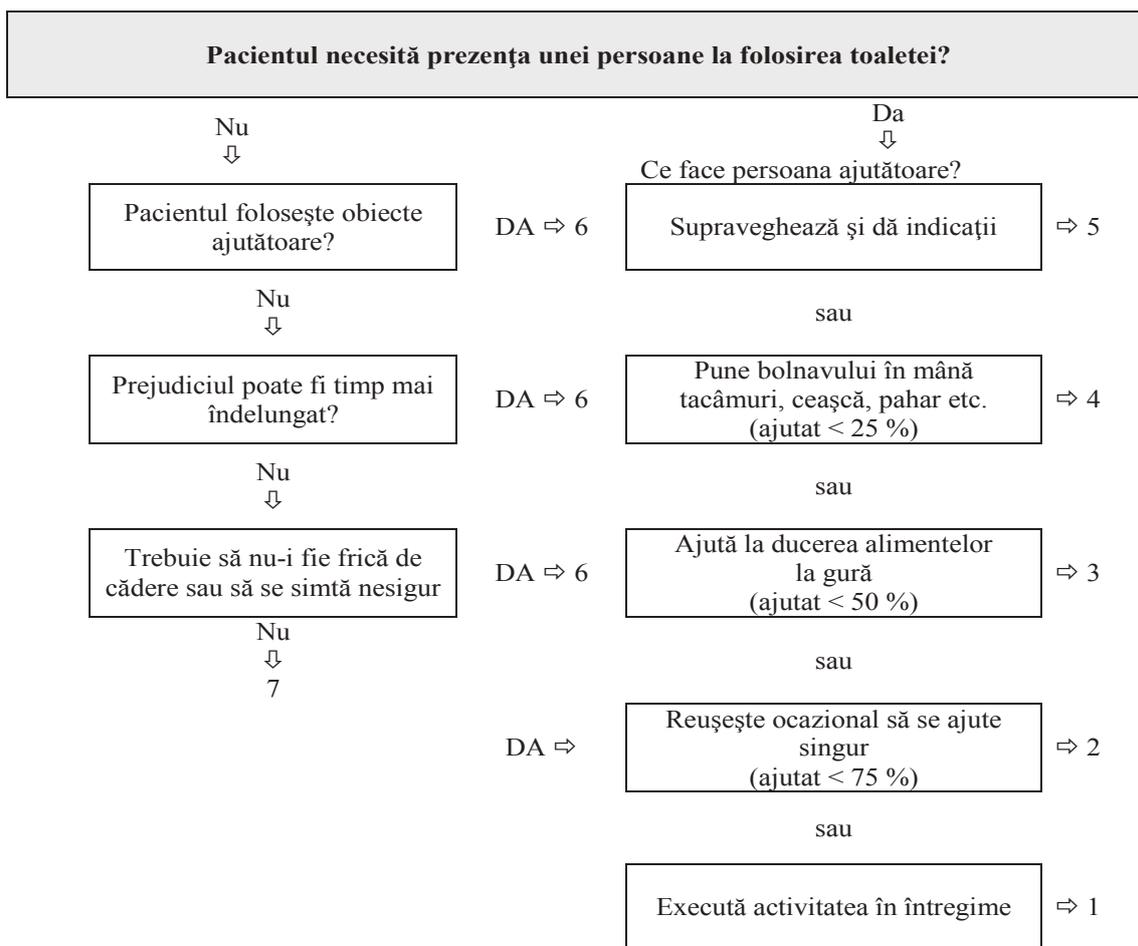 Pacientul necesită prezenţa unei persoane la folosirea toaletei?
Nu
⇩
Da
⇩
Ce face persoana ajutătoare?
Pacientul foloseşte obiecte
ajutătoare?
DA ⇨ 6
Supraveghează şi dă indicaţii
⇨ 5
Nu
⇩
sau
Prejudiciul poate fi timp mai
îndelungat?
DA ⇨ 6
Pune bolnavului în mână
tacâmuri, ceaşcă, pahar etc.
(ajutat < 25 %)
⇨ 4
Nu
⇩
sau
Trebuie să nu-i fie frică de
cădere sau să se simtă nesigur
DA ⇨ 6
Ajută la ducerea alimentelor
la gură
(ajutat < 50 %)
⇨ 3
Nu
⇩
7
sau
DA ⇨
Reuşeşte ocazional să se ajute
singur
(ajutat < 75 %)
⇨ 2
sau
Execută activitatea în întregime
⇨ 1